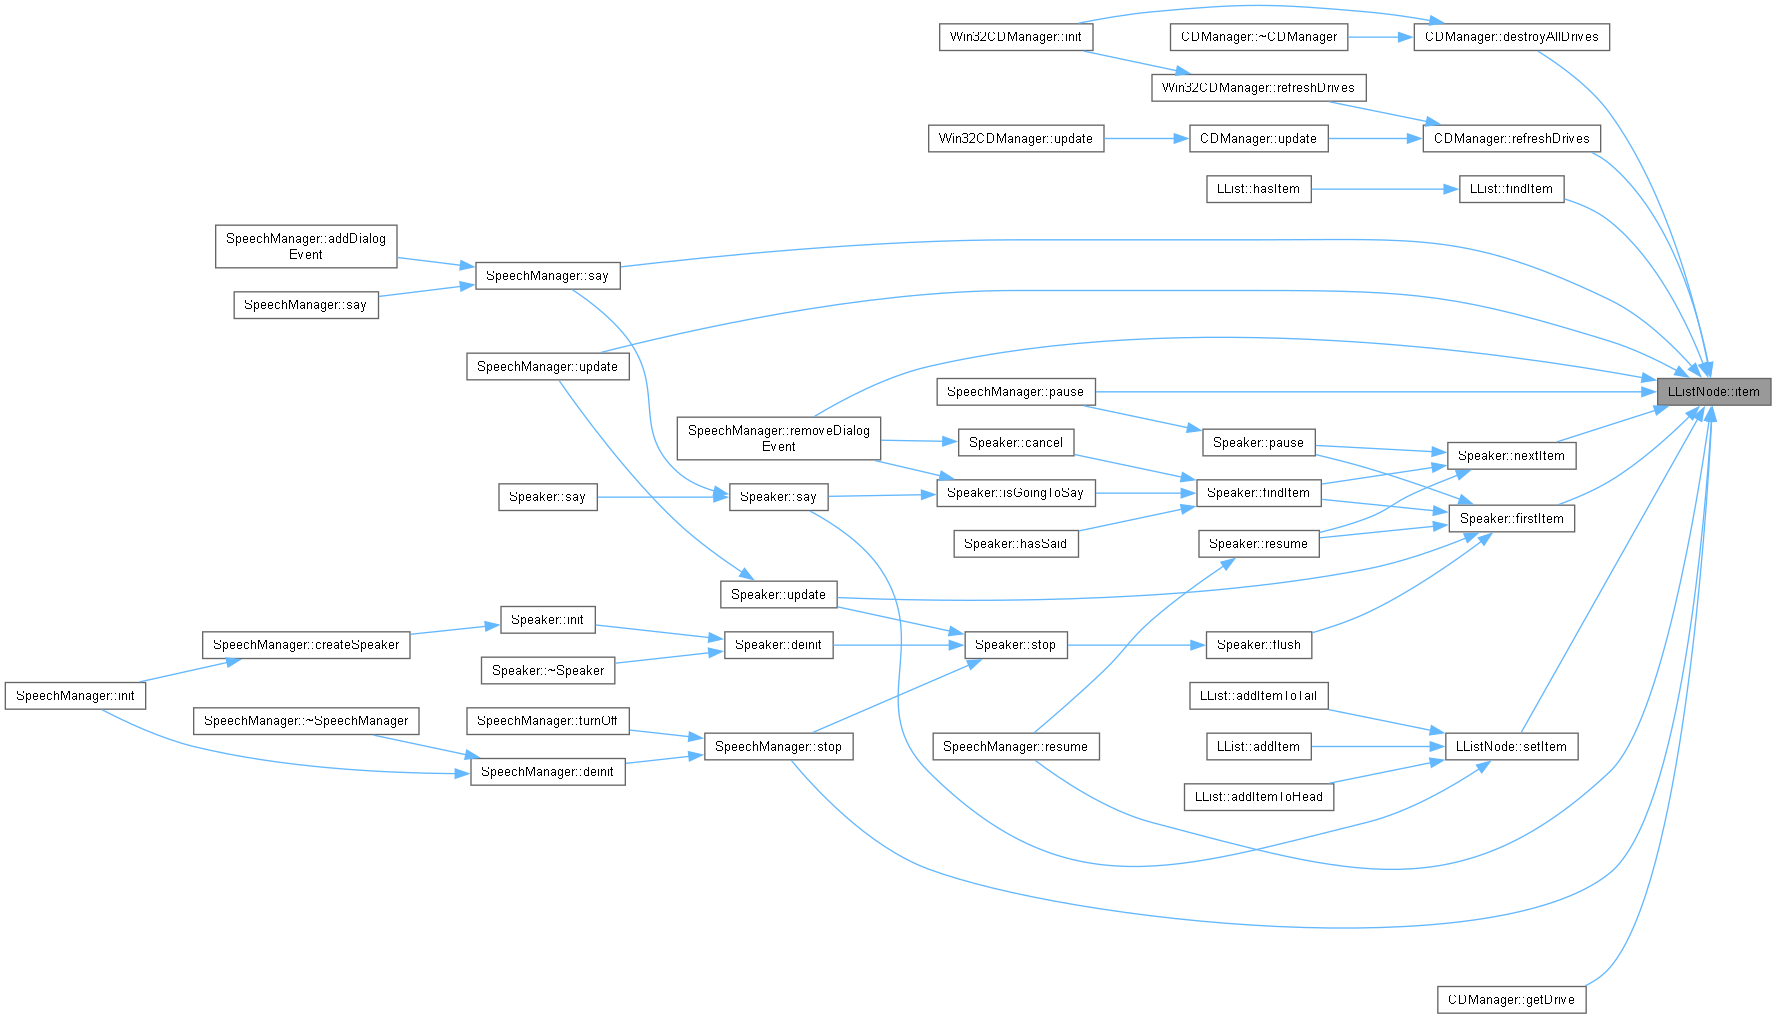 Win32CDManager::init
CDManager::~CDManager
CDManager::destroyAllDrives
Win32CDManager::refreshDrives
Win32CDManager::update
CDManager::update
CDManager::refreshDrives
LList::hasItem
LList::findItem
SpeechManager::addDialog
Event
SpeechManager::say
SpeechManager::say
SpeechManager::update
SpeechManager::pause
LListNode::item
SpeechManager::removeDialog
Event
Speaker::cancel
Speaker::pause
Speaker::nextItem
Speaker::say
Speaker::say
Speaker::isGoingToSay
Speaker::findItem
Speaker::firstItem
Speaker::hasSaid
Speaker::resume
Speaker::update
Speaker::init
SpeechManager::createSpeaker
Speaker::deinit
Speaker::stop
Speaker::flush
Speaker::~Speaker
SpeechManager::init
LList::addItemToTail
SpeechManager::~SpeechManager
SpeechManager::turnOff
SpeechManager::stop
SpeechManager::resume
LList::addItem
LListNode::setItem
SpeechManager::deinit
LList::addItemToHead
CDManager::getDrive